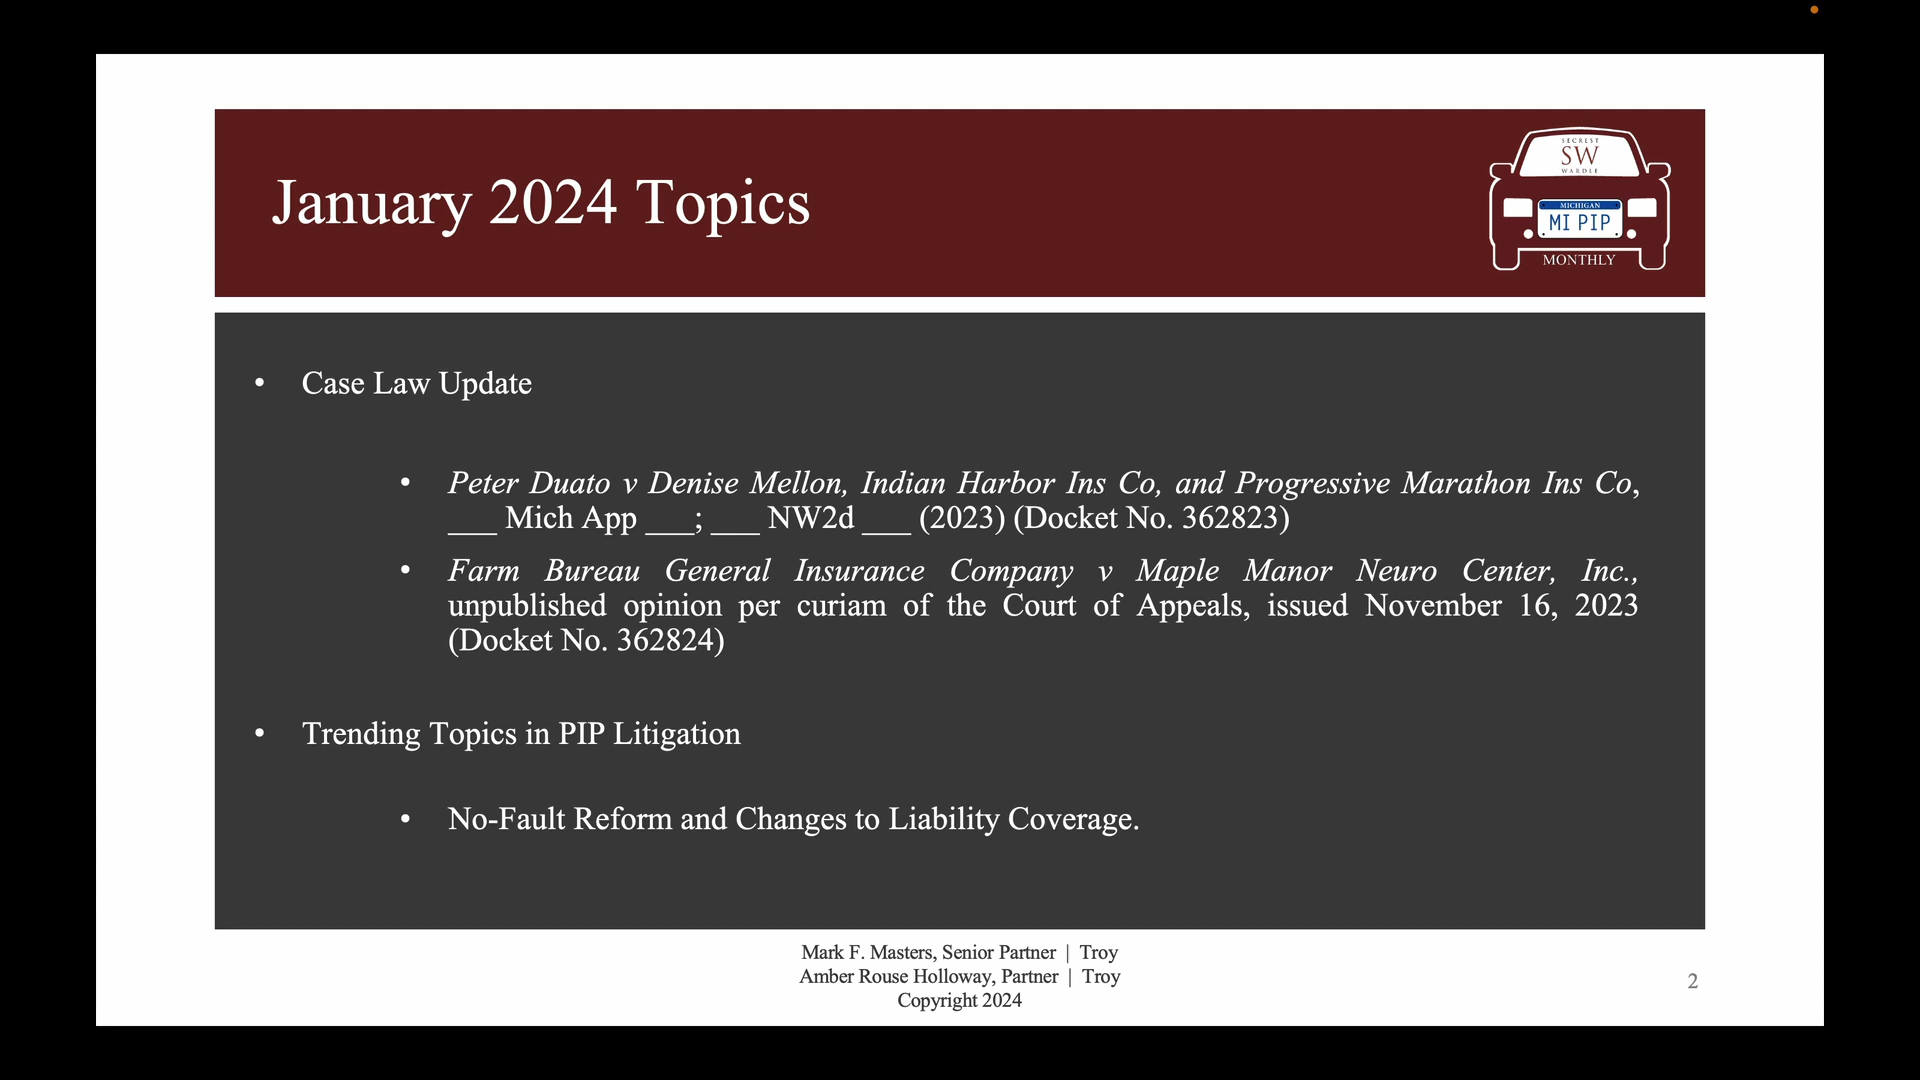 January 2024 Topics
SECREST
SW
WARDLE
MICHIGAN
MI PIP
MONTHLY
• Case Law Update
• Peter Duato v Denise Mellon, Indian Harbor Ins Co, and Progressive Marathon Ins Co,
___ Mich App ___; ___ NW2d ___ (2023) (Docket No. 362823)
• Farm Bureau General Insurance Company v Maple Manor Neuro Center, Inc.,
unpublished opinion per curiam of the Court of Appeals, issued November 16, 2023
(Docket No. 362824)
• Trending Topics in PIP Litigation
• No-Fault Reform and Changes to Liability Coverage.
Mark F. Masters, Senior Partner | Troy
Amber Rouse Holloway, Partner | Troy
Copyright 2024
2